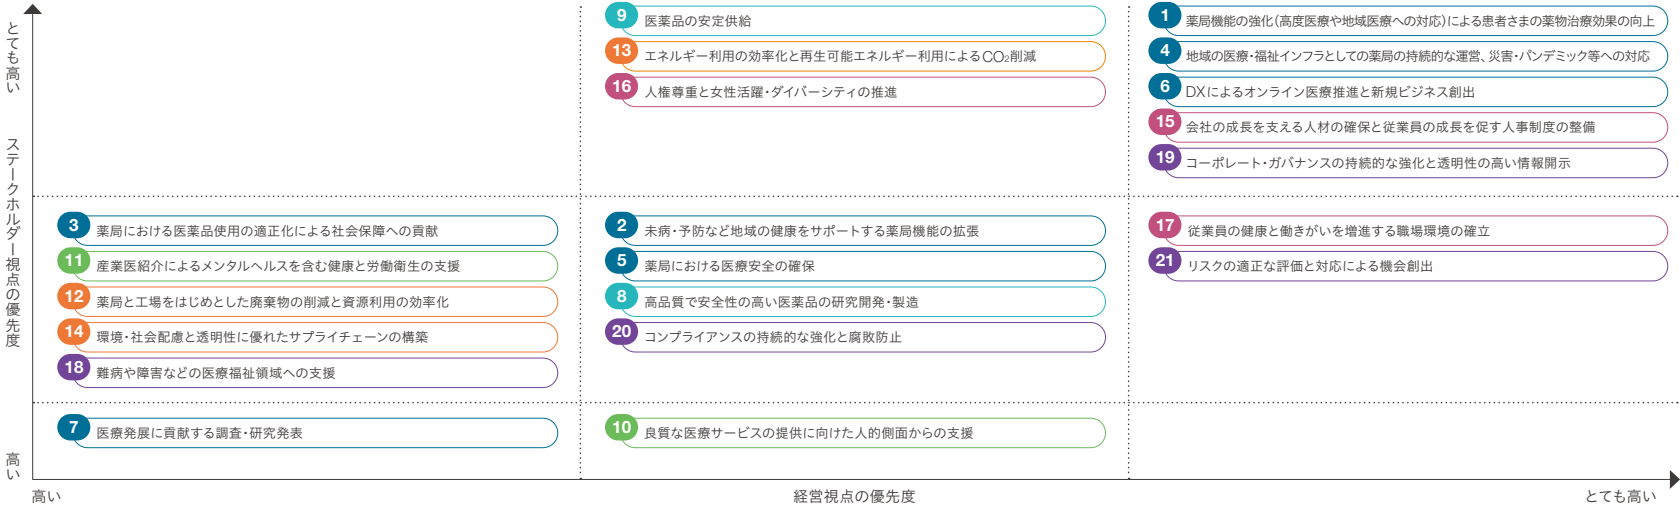 とても高い
ステークホルダー視点の優先度
高い
9 医薬品の安定供給
13 エネルギー利用の効率化と再生可能エネルギー利用によるCO₂削減
16 人権尊重と女性活躍・ダイバーシティの推進
1 薬局機能の強化(高度医療や地域医療への対応)による患者さまの薬物治療効果の向上
4 地域の医療・福祉インフラとしての薬局の持続的な運営、災害・パンデミック等への対応
6 DXによるオンライン医療推進と新規ビジネス創出
15 会社の成長を支える人材の確保と従業員の成長を促す人事制度の整備
19 コーポレート・ガバナンスの持続的な強化と透明性の高い情報開示
3 薬局における医薬品使用の適正化による社会保障への貢献
11 産業医紹介によるメンタルヘルスを含む健康と労働衛生の支援
12 薬局と工場をはじめとした廃棄物の削減と資源利用の効率化
14 環境・社会配慮と透明性に優れたサプライチェーンの構築
18 難病や障害などの医療福祉領域への支援
2 未病・予防など地域の健康をサポートする薬局機能の拡張
5 薬局における医療安全の確保
8 高品質で安全性の高い医薬品の研究開発・製造
20 コンプライアンスの持続的な強化と腐敗防止
17 従業員の健康と働きがいを増進する職場環境の確立
21 リスクの適正な評価と対応による機会創出
7 医療発展に貢献する調査・研究発表
10 良質な医療サービスの提供に向けた人的側面からの支援
高い
経営視点の優先度
とても高い